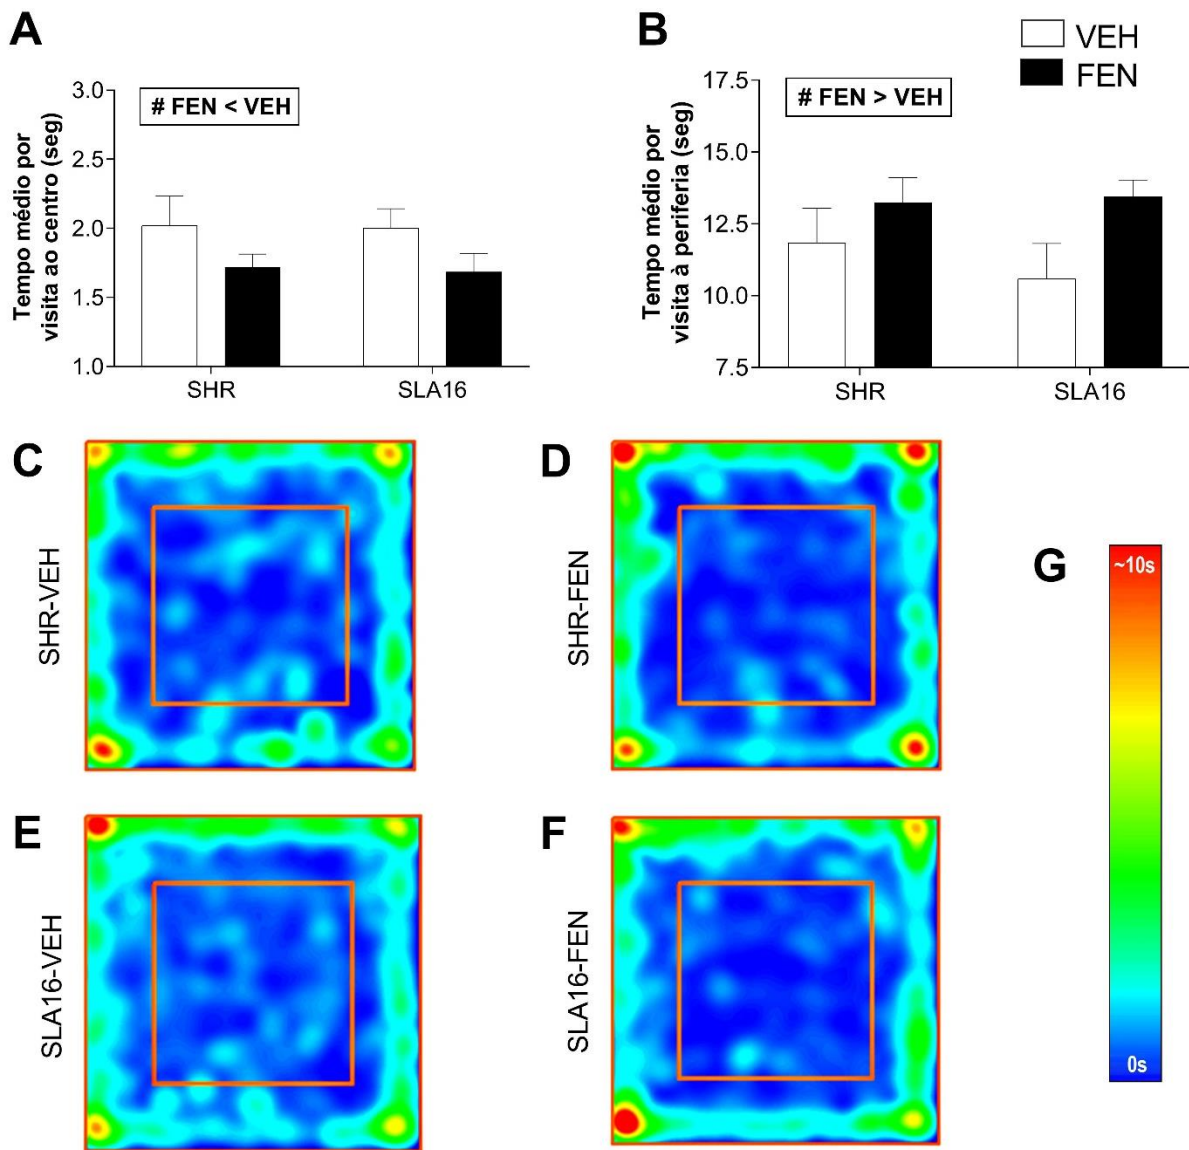 A
# FEN < VEH
Tempo médio por
visita ao centro (seg)
3.0
2.5
2.0
1.5
1.0
SHR
SLA16
B
VEH
FEN
# FEN > VEH
Tempo médio por
visita à periferia (seg)
17.5
15.0
12.5
10.0
7.5
SHR
SLA16
C
SHR-VEH
D
SHR-FEN
E
SLA16-VEH
F
SLA16-FEN
G
~10s
0s